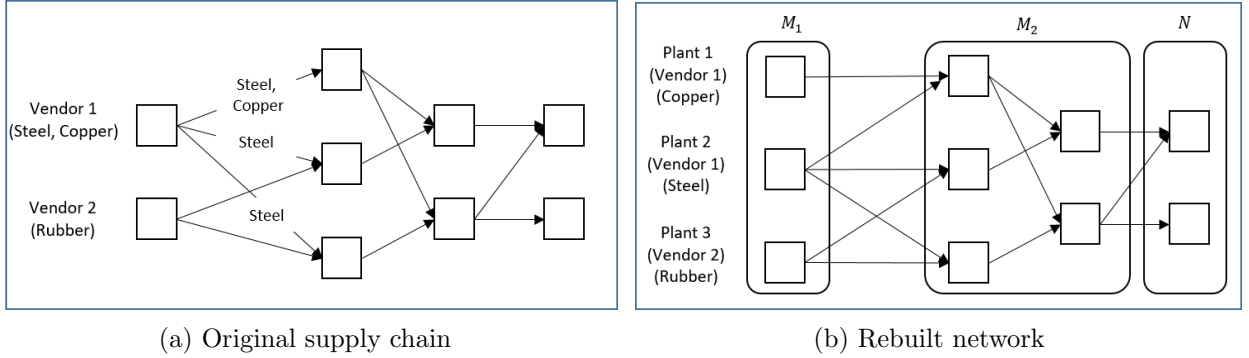 Vendor 1
(Steel, Copper)
Vendor 2
(Rubber)
Steel,
Copper
Steel
Steel
(a) Original supply chain
M₁
M₂
N
Plant 1
(Vendor 1)
(Copper)
Plant 2
(Vendor 1)
(Steel)
Plant 3
(Vendor 2)
(Rubber)
(b) Rebuilt network